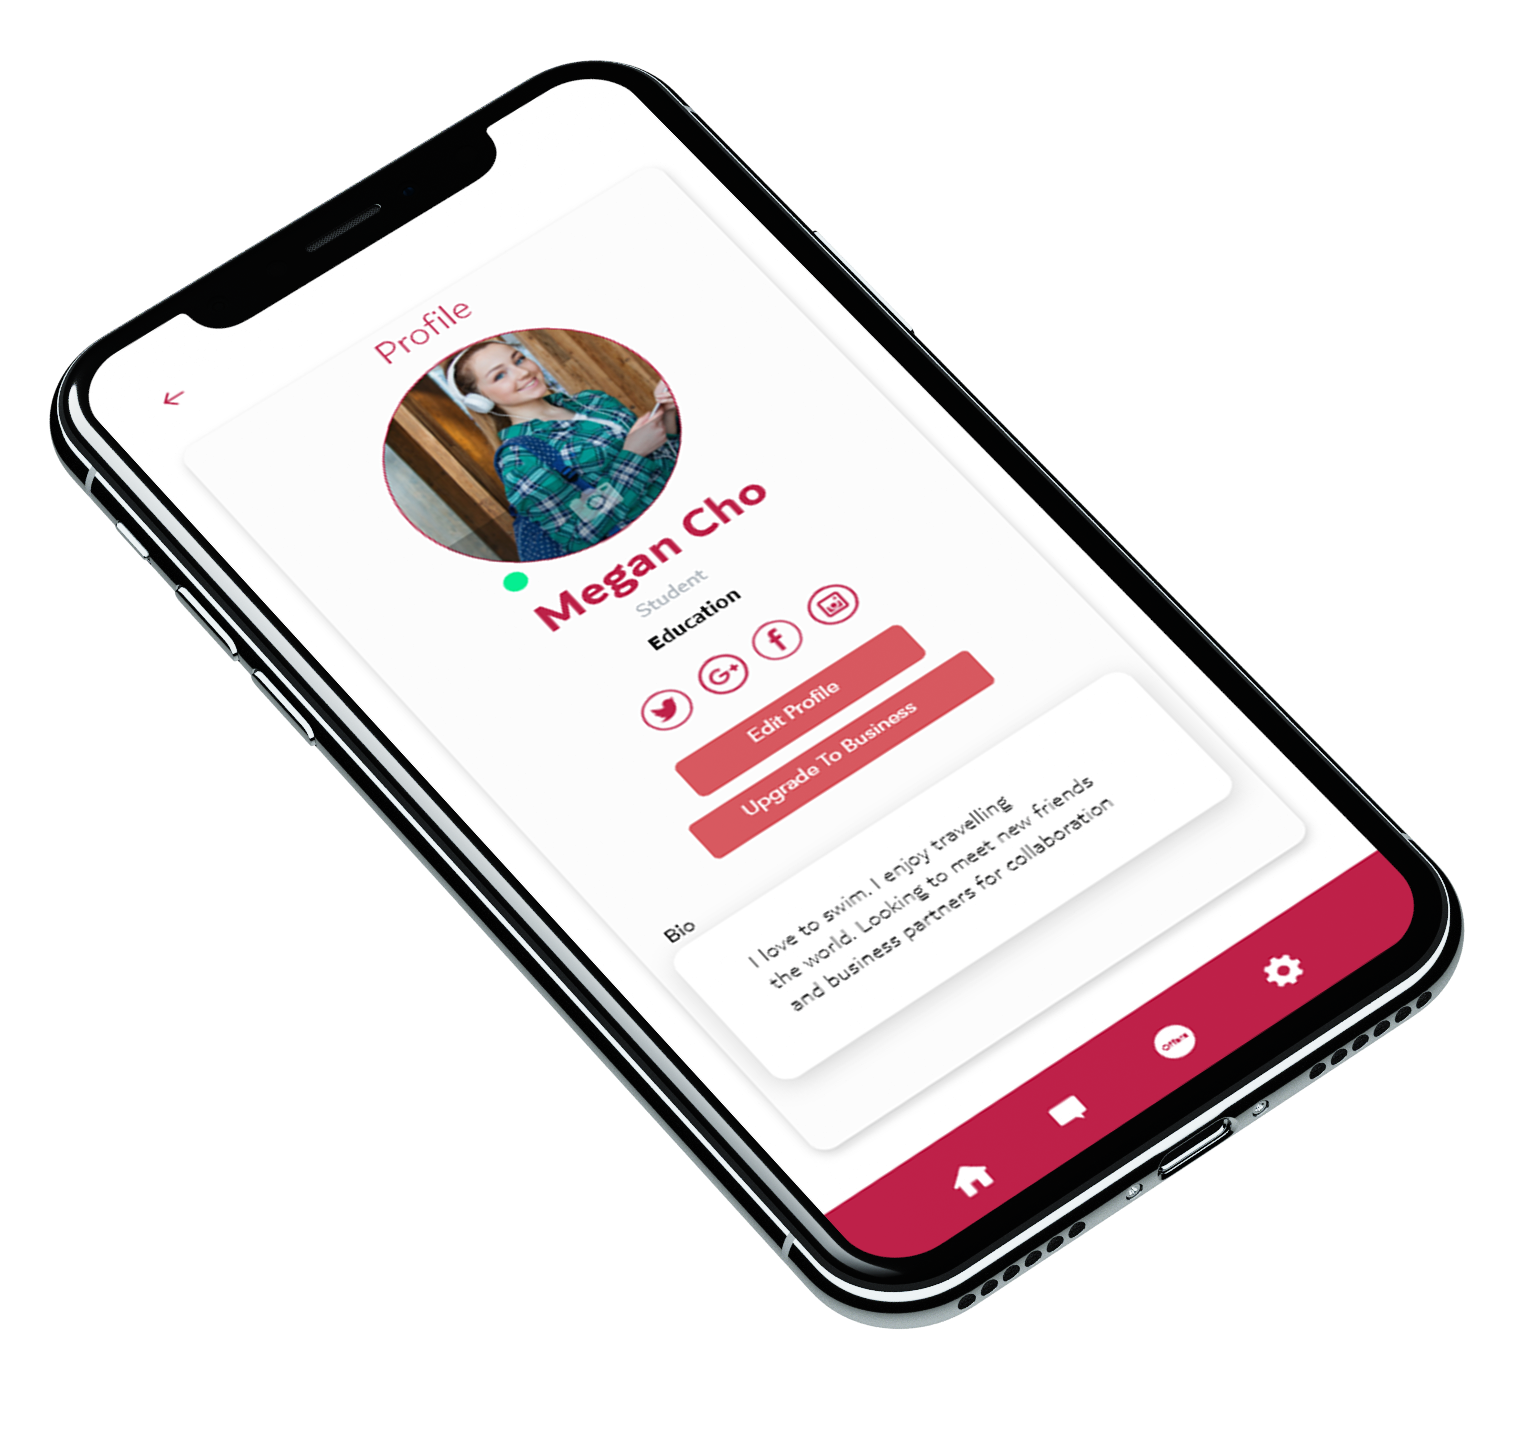 Profile
Megan Cho
Student
Education
Edit Profile
Upgrade To Business
Bio
I love to swim. I enjoy travelling
the world. Looking to meet new friends
and business partners for collaboration
Offers